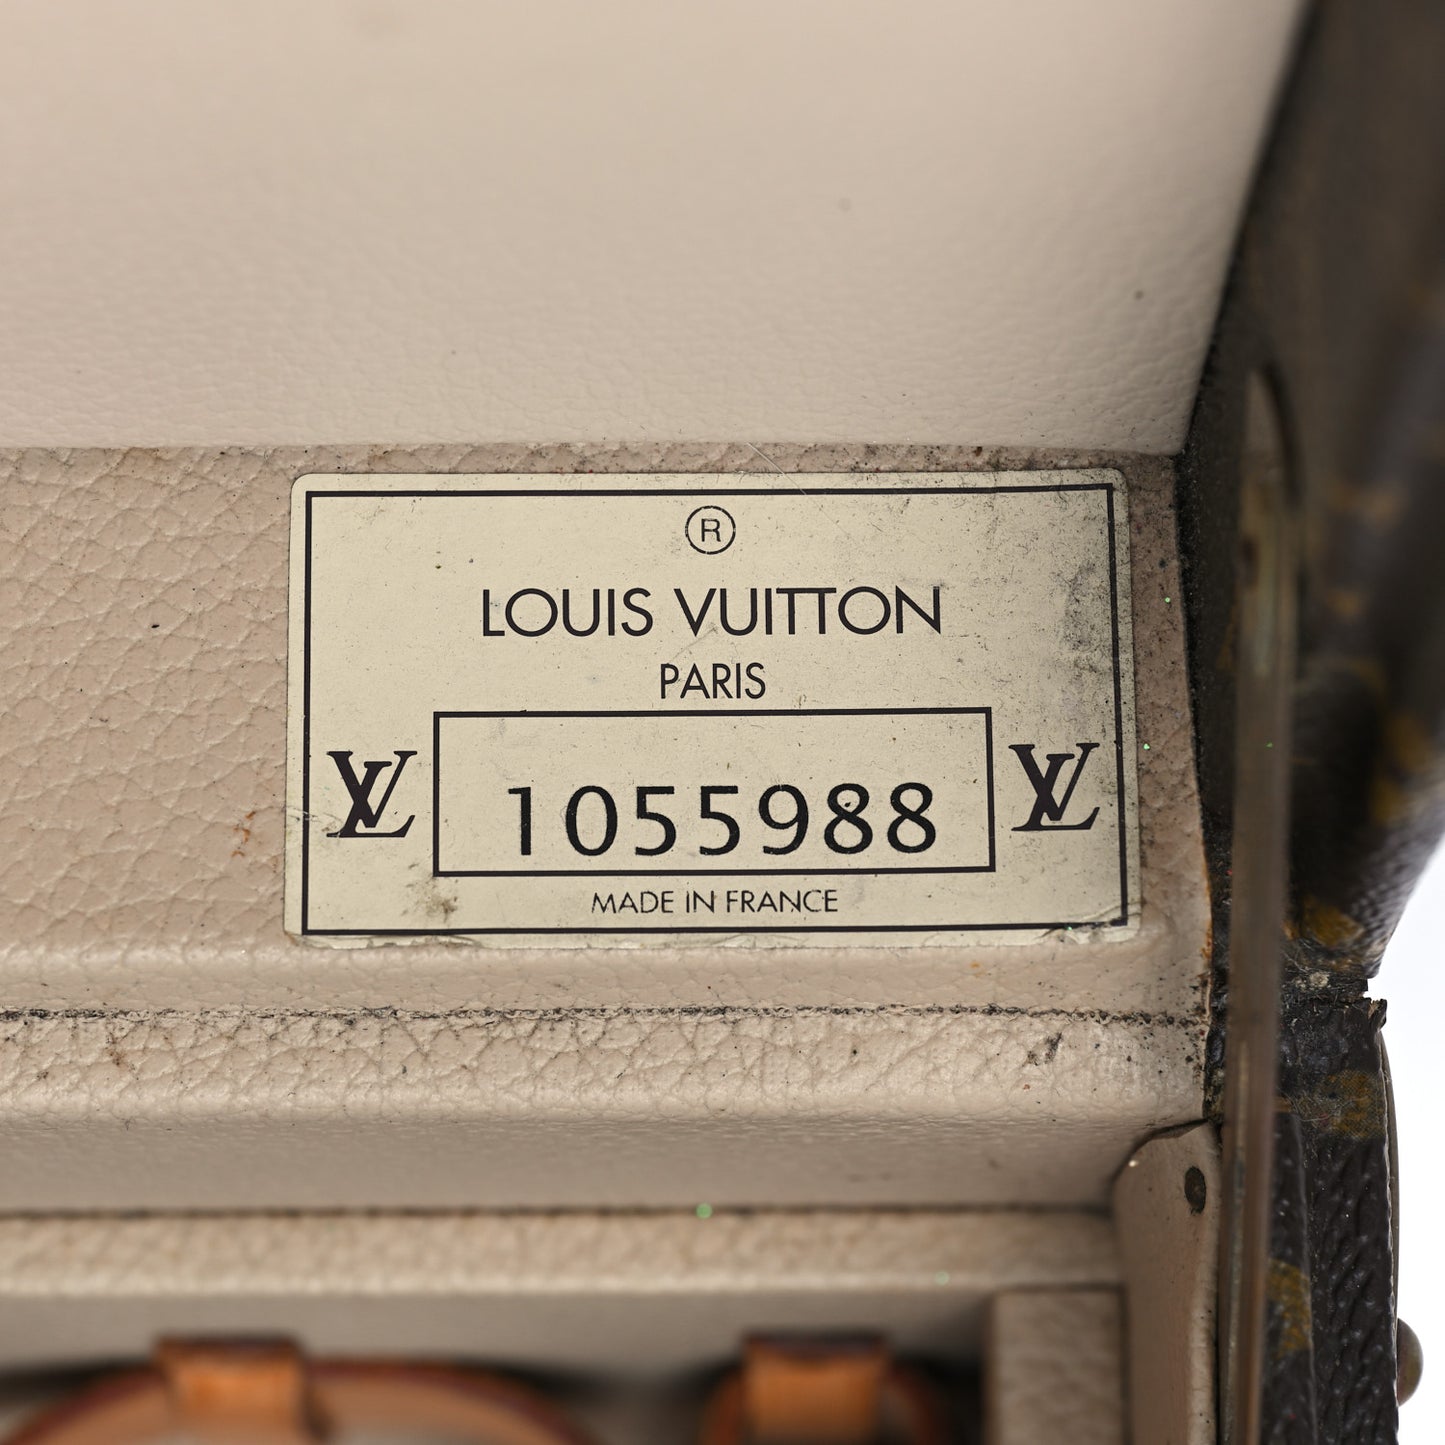 ®
LOUIS VUITTON
PARIS
LV 1055988 LV
MADE IN FRANCE